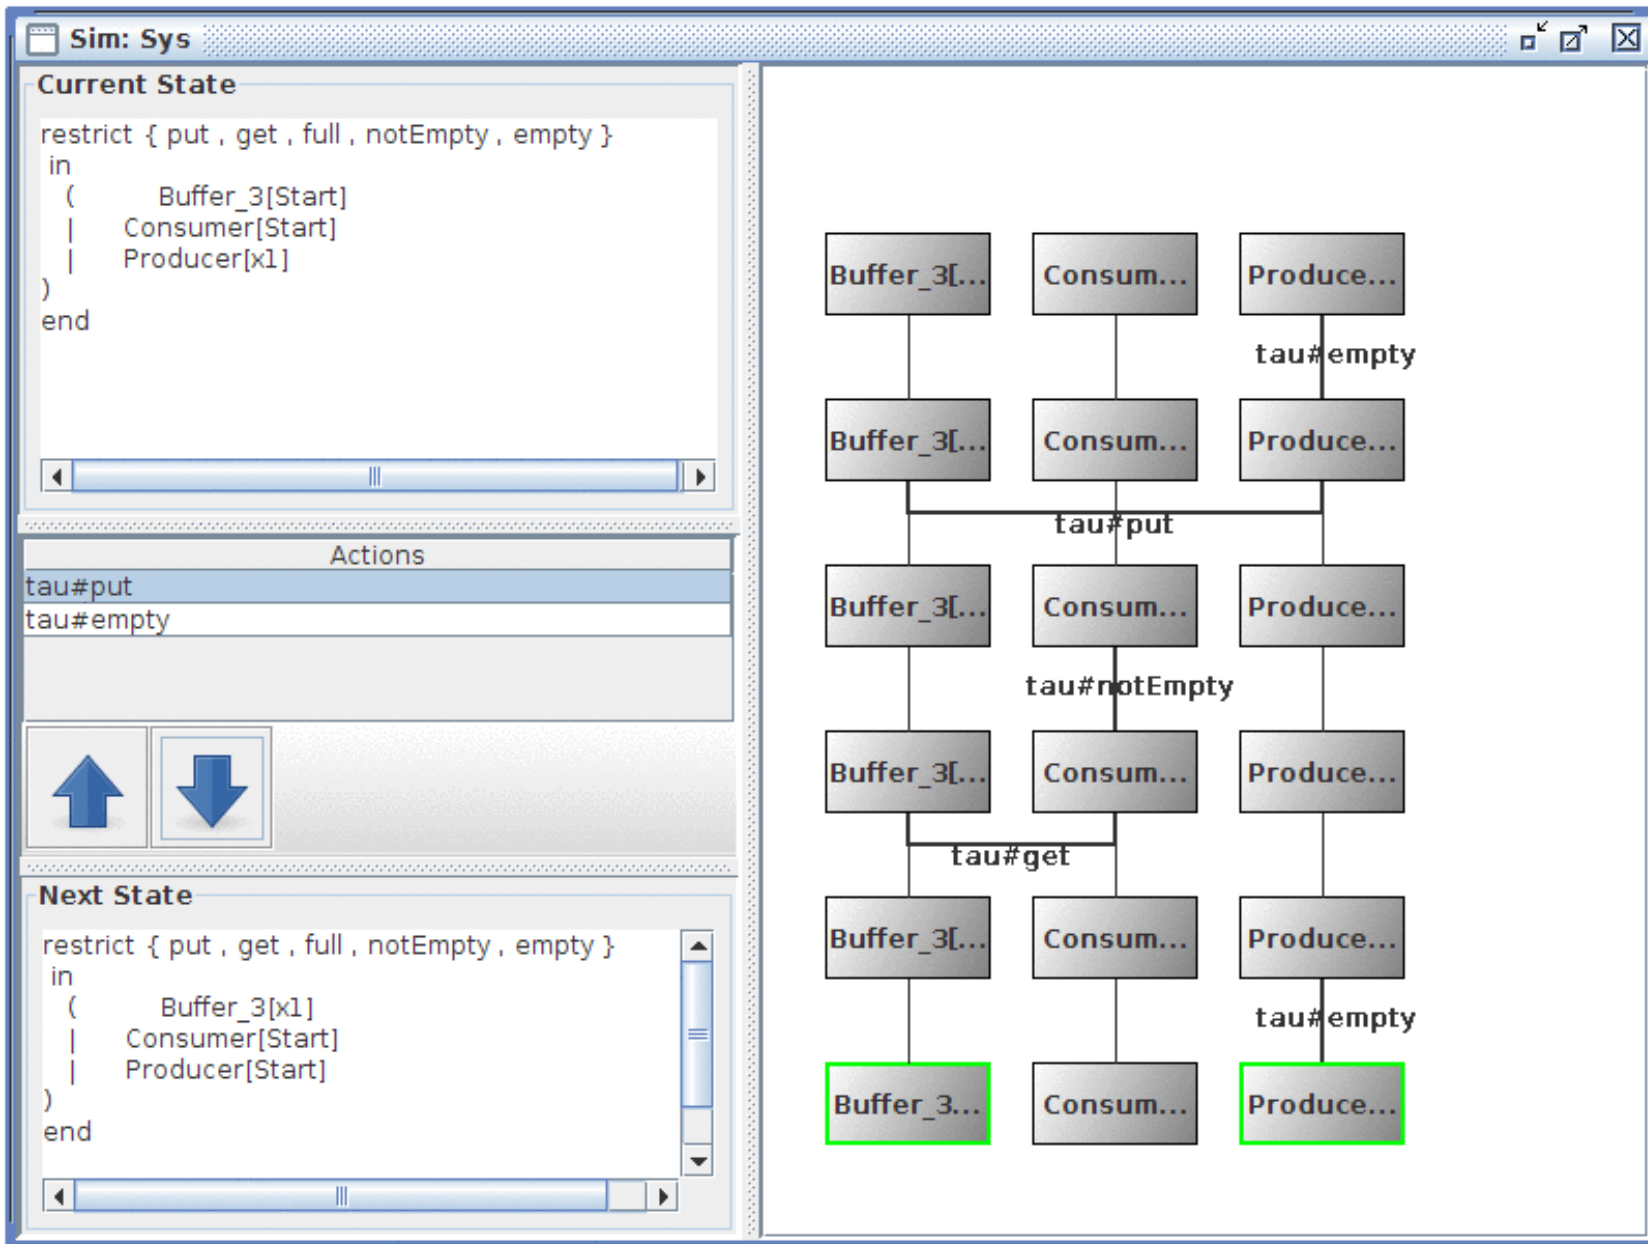 Sim: Sys
Current State
restrict { put , get , full , notEmpty , empty }
in
( Buffer_3[Start]
| Consumer[Start]
| Producer[x1]
)
end
Actions
tau#put
tau#empty
Next State
restrict { put , get , full , notEmpty , empty }
in
( Buffer_3[x1]
| Consumer[Start]
| Producer[Start]
)
end
Buffer_3[... Consum... Produce...
tau#empty
Buffer_3[... Consum... Produce...
tau#put
Buffer_3[... Consum... Produce...
tau#notEmpty
Buffer_3[... Consum... Produce...
tau#get
Buffer_3[... Consum... Produce...
tau#empty
Buffer_3... Consum... Produce...